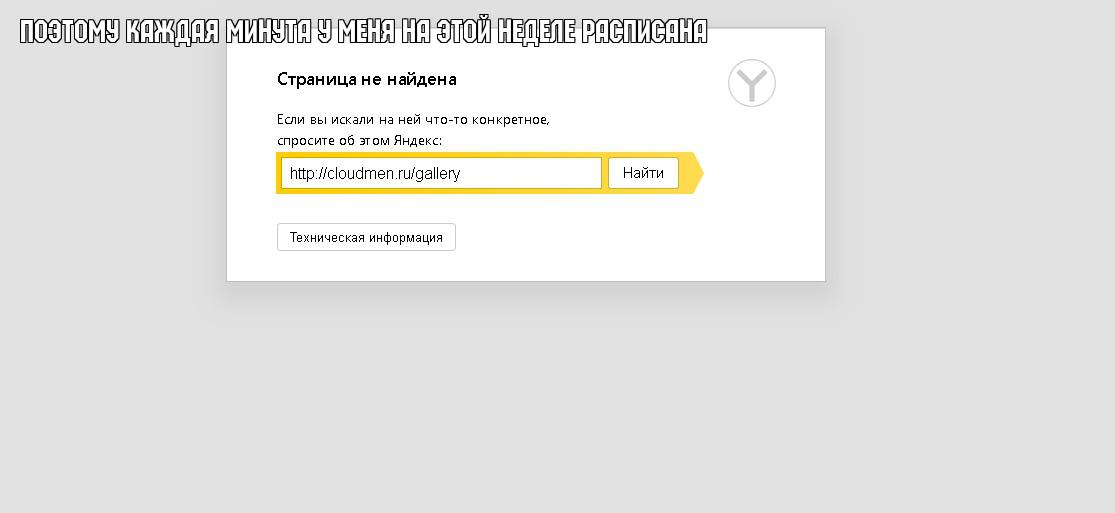 ПОЭТОМУ КАЖДАЯ МИНУТА У МЕНЯ НА ЭТОЙ НЕДЕЛЕ РАСПИСАНА
Страница не найдена
Если вы искали на ней что-то конкретное,
спросите об этом Яндекс:
http://cloudmen.ru/gallery
Найти
Техническая информация